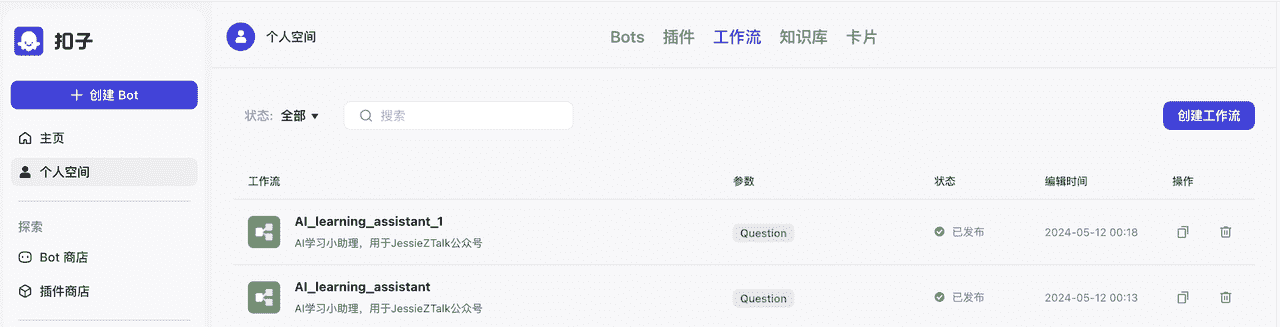 扣子
个人空间
Bots 插件 工作流 知识库 卡片
+ 创建 Bot
主页
个人空间
探索
Bot 商店
插件商店
状态: 全部 搜索 创建工作流
工作流 参数 状态 编辑时间 操作
AI_learning_assistant_1
AI学习小助理，用于JessieZTalk公众号
Question 已发布 2024-05-12 00:18
AI_learning_assistant
AI学习小助理，用于JessieZTalk公众号
Question 已发布 2024-05-12 00:13